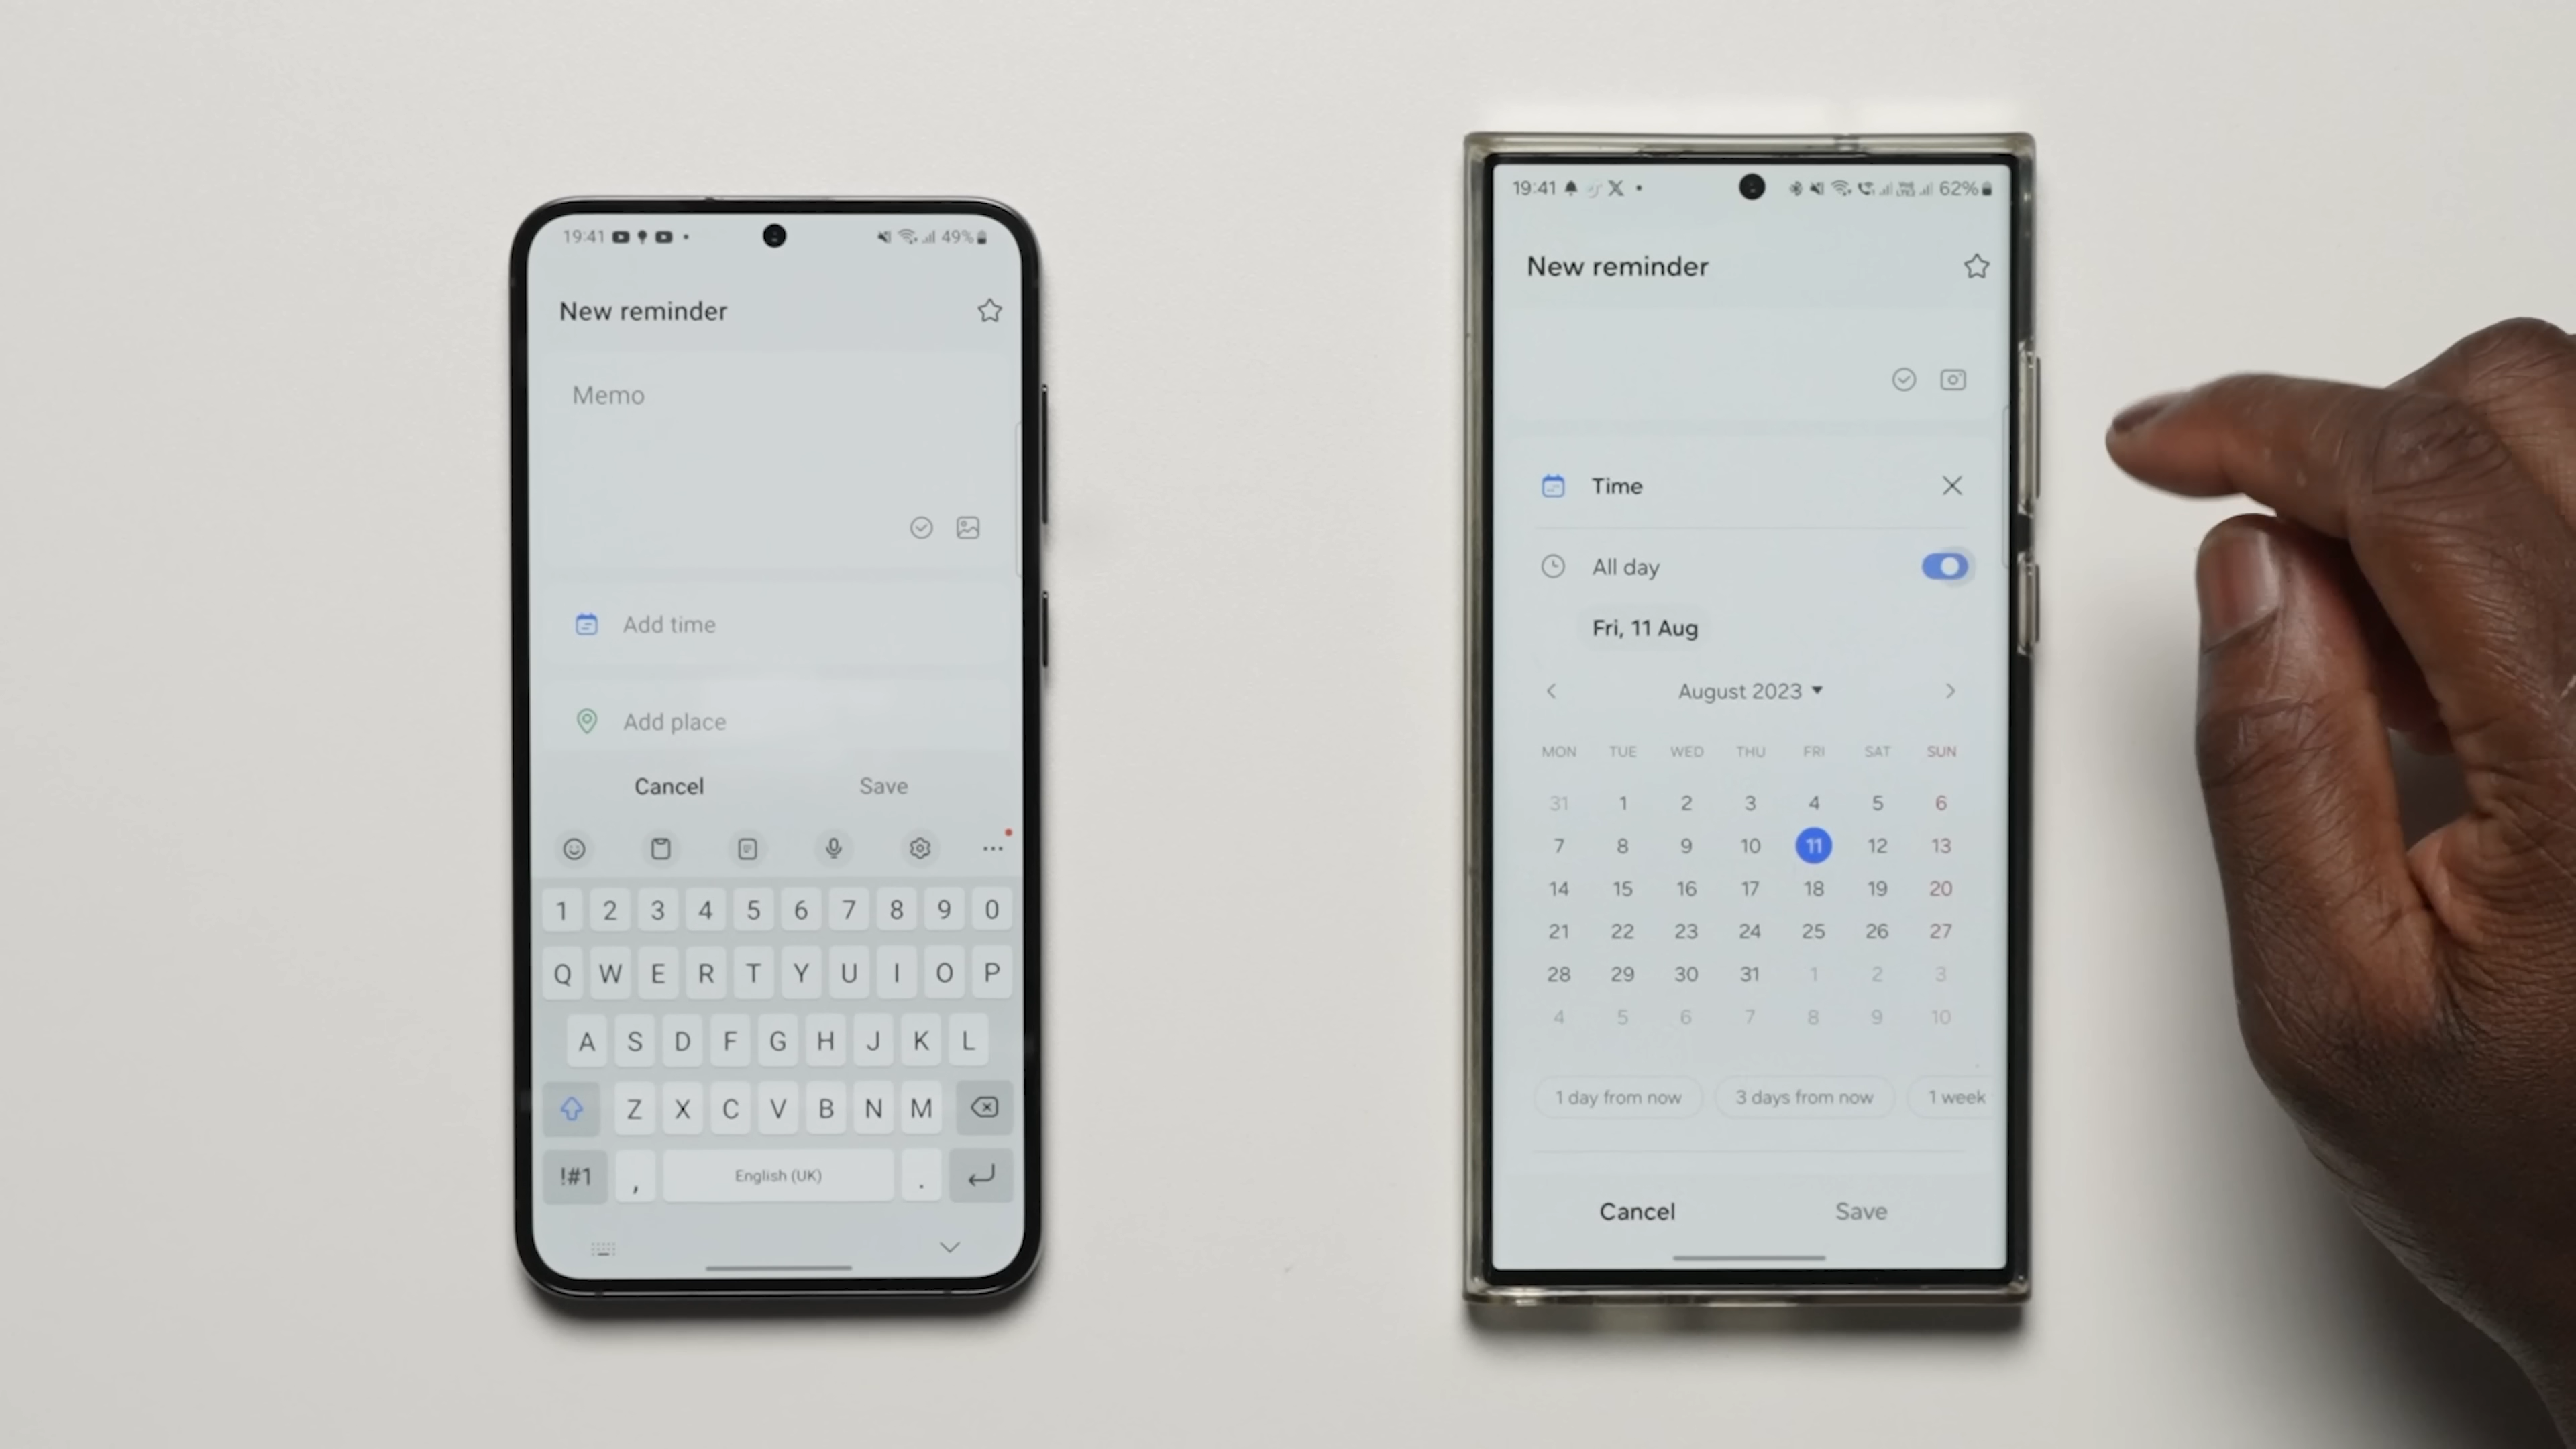 19:41
49%
New reminder
Memo
Add time
Add place
Cancel Save
1 2 3 4 5 6 7 8 9 0
Q W E R T Y U I O P
A S D F G H J K L
Z X C V B N M
!#1 , English (UK) .
19:41
62%
New reminder
Time
All day
Fri, 11 Aug
August 2023
MON TUE WED THU FRI SAT SUN
31 1 2 3 4 5 6
7 8 9 10 11 12 13
14 15 16 17 18 19 20
21 22 23 24 25 26 27
28 29 30 31 1 2 3
4 5 6 7 8 9 10
1 day from now 3 days from now 1 week
Cancel Save